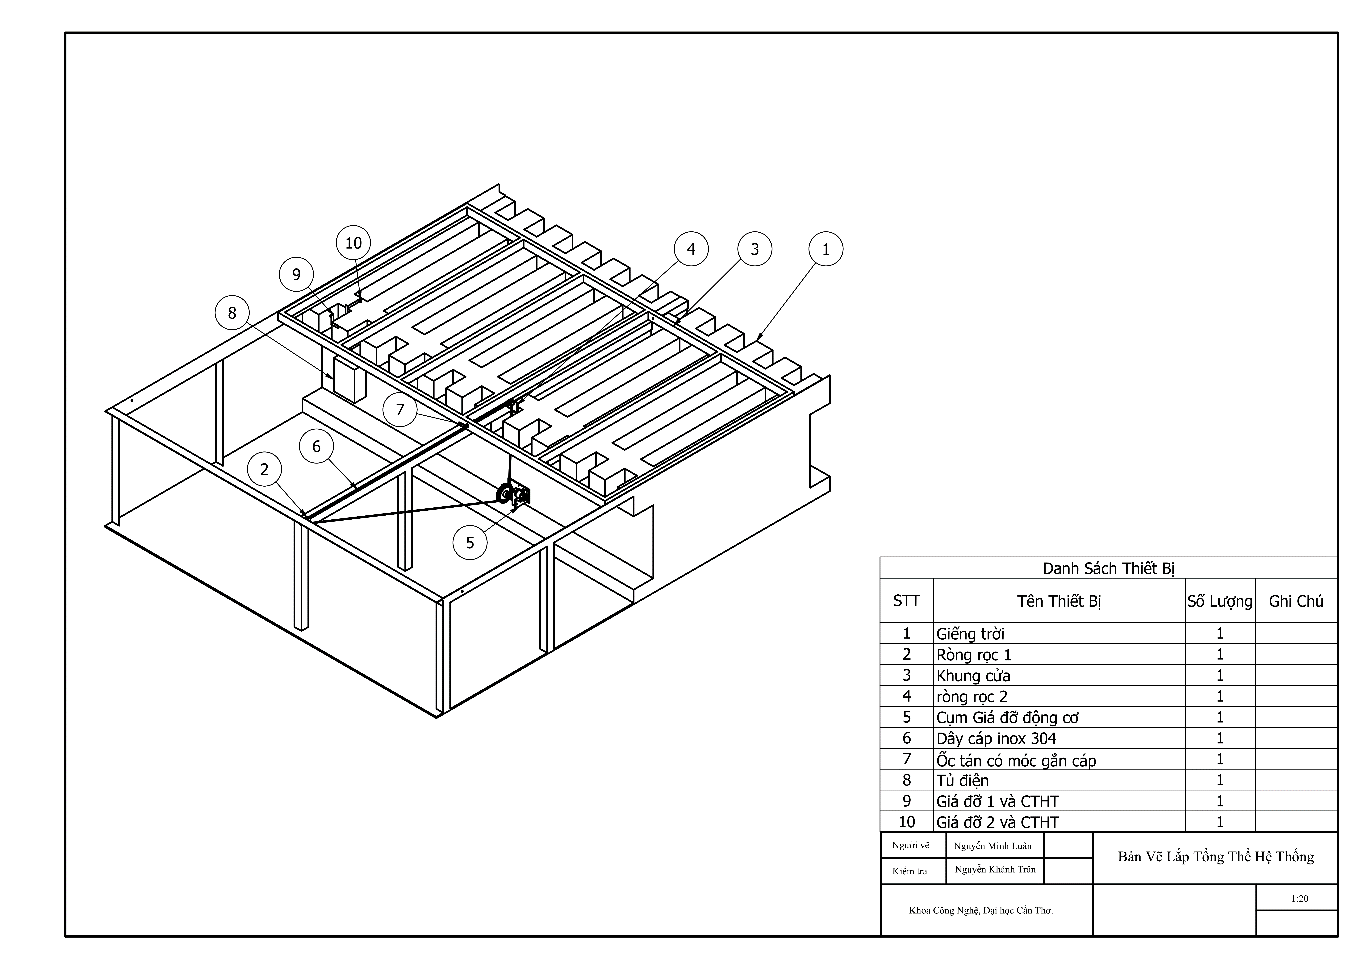 10
4
3
1
9
8
7
6
2
5
Danh Sách Thiết Bị
STT Tên Thiết Bị Số Lượng Ghi Chú
1 Giếng trời 1
2 Ròng rọc 1 1
3 Khung cửa 1
4 ròng rọc 2 1
5 Cụm Giá đỡ động cơ 1
6 Dây cáp inox 304 1
7 Ốc tán có móc gắn cáp 1
8 Tủ điện 1
9 Giá đỡ 1 và CTHT 1
10 Giá đỡ 2 và CTHT 1
Người vẽ Nguyễn Minh Luân
Bản Vẽ Lắp Tổng Thể Hệ Thống
Kiểm tra Nguyễn Khánh Trôn
1:20
Khoa Công Nghệ, Đại học Cần Thơ.